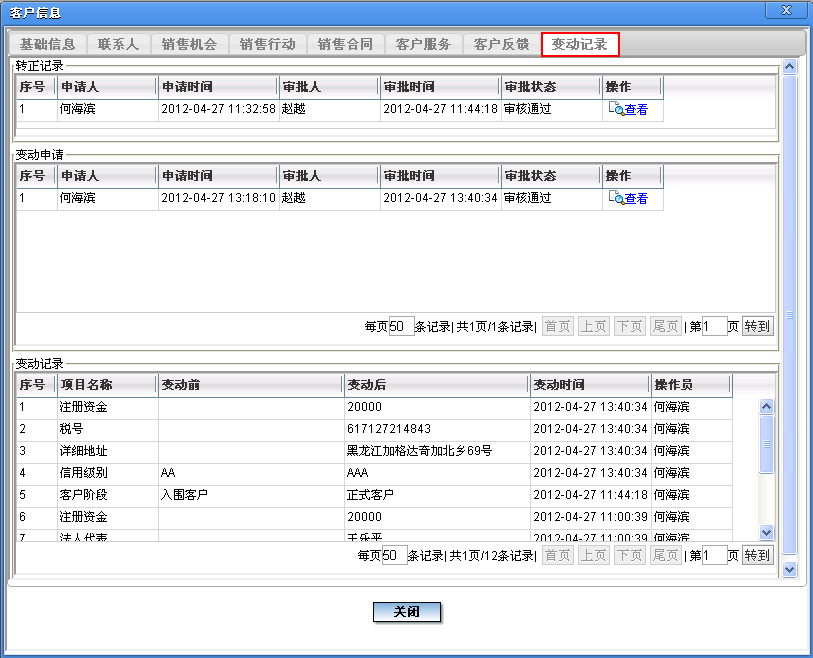 客户信息 X
基础信息 联系人 销售机会 销售行动 销售合同 客户服务 客户反馈 变动记录
转正记录
序号 申请人 申请时间 审批人 审批时间 审批状态 操作
1 何海滨 2012-04-27 11:32:58 赵越 2012-04-27 11:44:18 审核通过 查看
变动申请
序号 申请人 申请时间 审批人 审批时间 审批状态 操作
1 何海滨 2012-04-27 13:18:10 赵越 2012-04-27 13:40:34 审核通过 查看
每页50 条记录| 共1页/1条记录| 首页 上页 下页 尾页 | 第1 页 转到
变动记录
序号 项目名称 变动前 变动后 变动时间 操作员
1 注册资金 20000 2012-04-27 13:40:34 何海滨
2 税号 617127214843 2012-04-27 13:40:34 何海滨
3 详细地址 黑龙江加格达奇加北乡69号 2012-04-27 13:40:34 何海滨
4 信用级别 AA AAA 2012-04-27 13:40:34 何海滨
5 客户阶段 入围客户 正式客户 2012-04-27 11:44:18 何海滨
6 注册资金 20000 2012-04-27 11:00:39 何海滨
7 法人代表 王乐平 2012-04-27 11:00:39 何海滨
每页50 条记录| 共1页/12条记录| 首页 上页 下页 尾页 | 第1 页 转到
关闭